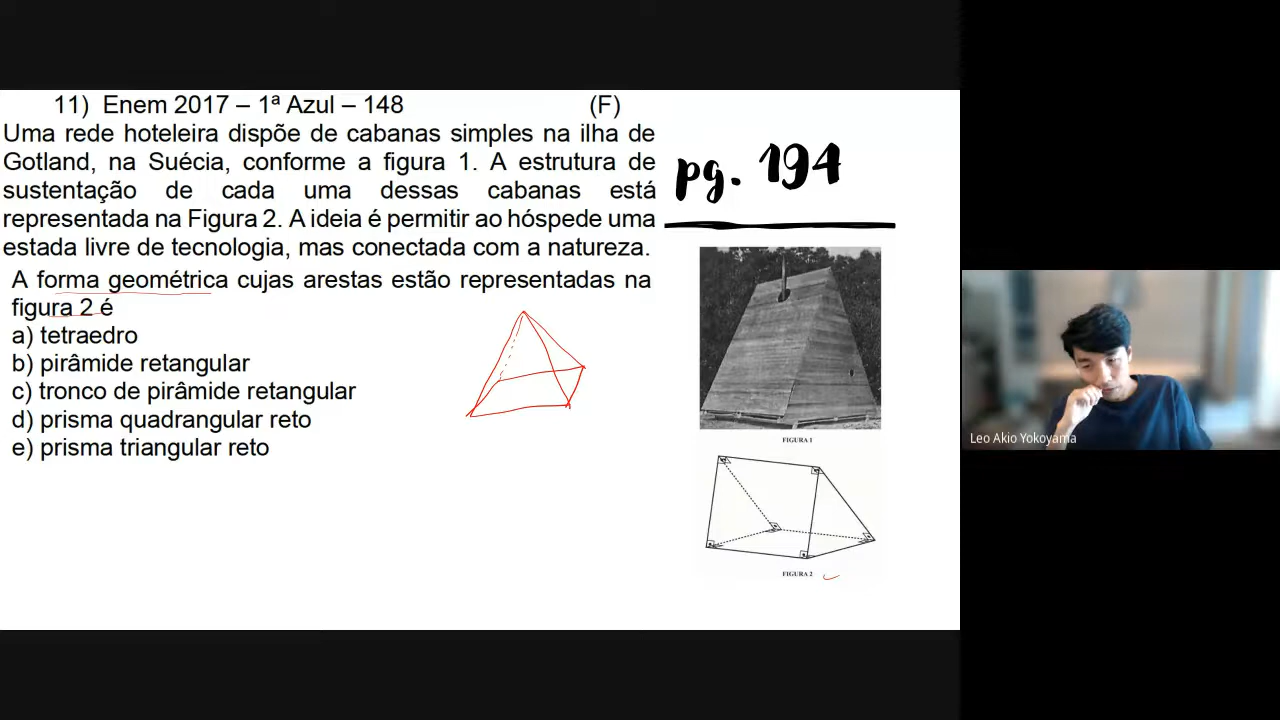 11) Enem 2017 – 1ª Azul – 148 (F)
Uma rede hoteleira dispõe de cabanas simples na ilha de
Gotland, na Suécia, conforme a figura 1. A estrutura de
sustentação de cada uma dessas cabanas está
representada na Figura 2. A ideia é permitir ao hóspede uma
estada livre de tecnologia, mas conectada com a natureza.
A forma geométrica cujas arestas estão representadas na
figura 2 é
a) tetraedro
b) pirâmide retangular
c) tronco de pirâmide retangular
d) prisma quadrangular reto
e) prisma triangular reto
pg. 194
FIGURA 1
FIGURA 2
Leo Akio Yokoyama